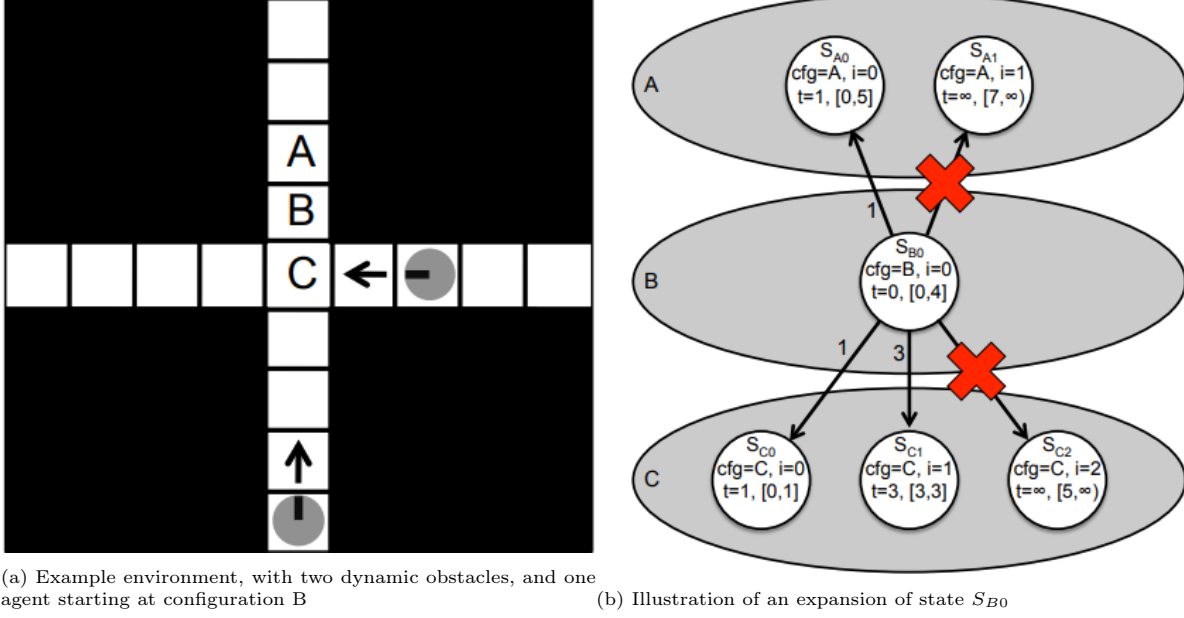 A
B
C
A
S_A0
cfg=A, i=0
t=1, [0,5]
S_A1
cfg=A, i=1
t=∞, [7,∞)
1
B
S_B0
cfg=B, i=0
t=0, [0,4]
1
3
C
S_C0
cfg=C, i=0
t=1, [0,1]
S_C1
cfg=C, i=1
t=3, [3,3]
S_C2
cfg=C, i=2
t=∞, [5,∞)
(a) Example environment, with two dynamic obstacles, and one
agent starting at configuration B
(b) Illustration of an expansion of state S_B0